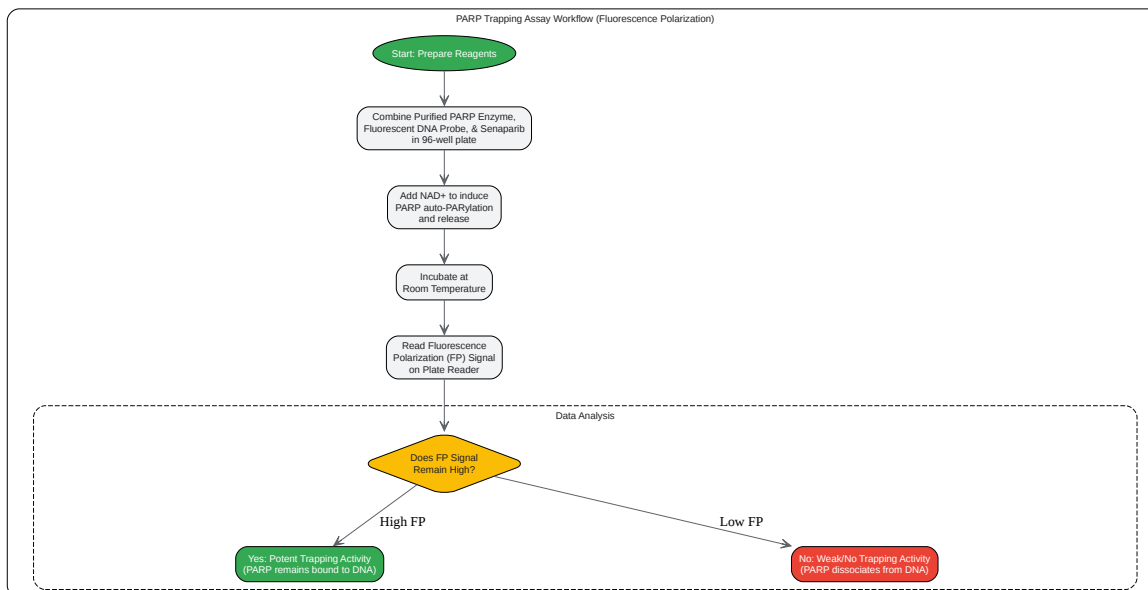 PARP Trapping Assay Workflow (Fluorescence Polarization)
Start: Prepare Reagents
Combine Purified PARP Enzyme,
Fluorescent DNA Probe, & Senaparib
in 96-well plate
Add NAD+ to induce
PARP auto-PARylation
and release
Incubate at
Room Temperature
Read Fluorescence
Polarization (FP) Signal
on Plate Reader
Data Analysis
Does FP Signal
Remain High?
High FP
Low FP
Yes: Potent Trapping Activity
(PARP remains bound to DNA)
No: Weak/No Trapping Activity
(PARP dissociates from DNA)